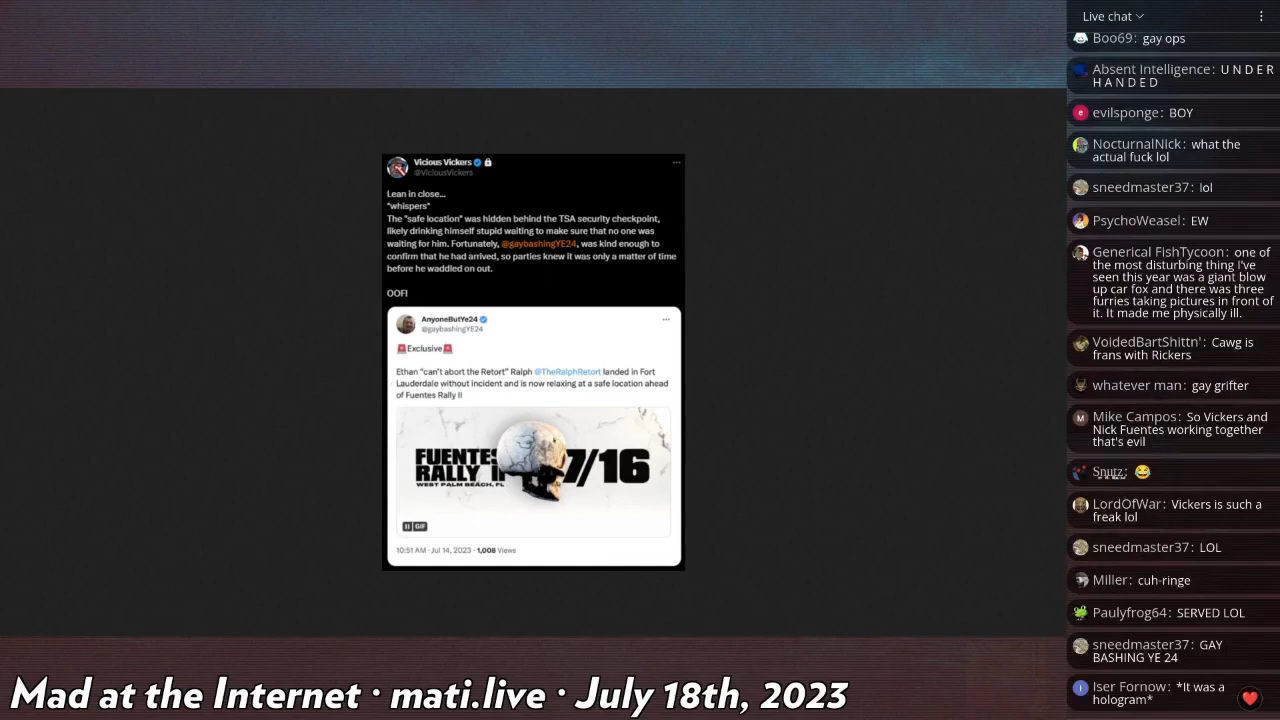 Vicious Vickers
@ViciousVickers
Lean in close...
*whispers*
The "safe location" was hidden behind the TSA security checkpoint,
likely drinking himself stupid waiting to make sure that no one was
waiting for him. Fortunately, @gaybashingYE24, was kind enough to
confirm that he had arrived, so parties knew it was only a matter of time
before he waddled on out.
OOF!
AnyoneButYe24
@gaybashingYE24
🚨Exclusive🚨
Ethan "can't abort the Retort" Ralph @TheRalphRetort landed in Fort
Lauderdale without incident and is now relaxing at a safe location ahead
of Fuentes Rally II
FUENTES
RALLY II
7/16
WEST PALM BEACH, FL
GIF
10:51 AM · Jul 14, 2023 · 1,008 Views
Live chat
Boo69: gay ops
Absent Intelligence: U N D E R
H A N D E D
evilsponge: BOY
NocturnalNick: what the
actual fuck lol
sneedmaster37: lol
PsychoWeasel: EW
Generical Fishtycoon: one of
the most disturbing thing I've
seen this year was a giant blow
up car fox and there was three
furries taking pictures in front of
it. It made me physically ill.
FartSmartShittn': Cawg is
frans with Rickers
whatever man: gay grifter
Mike Campos: So Vickers and
Nick Fuentes working together
that's evil
Snuz: 😂
LordOfWar: Vickers is such a
freak lol
sneedmaster37: LOL
Miller: cuh-ringe
Paulyfrog64: SERVED LOL
sneedmaster37: GAY
BASHING YE 24
Iser Fornow: *It was a
hologram*
Mad at the Internet · mati.live · July 18th, 2023